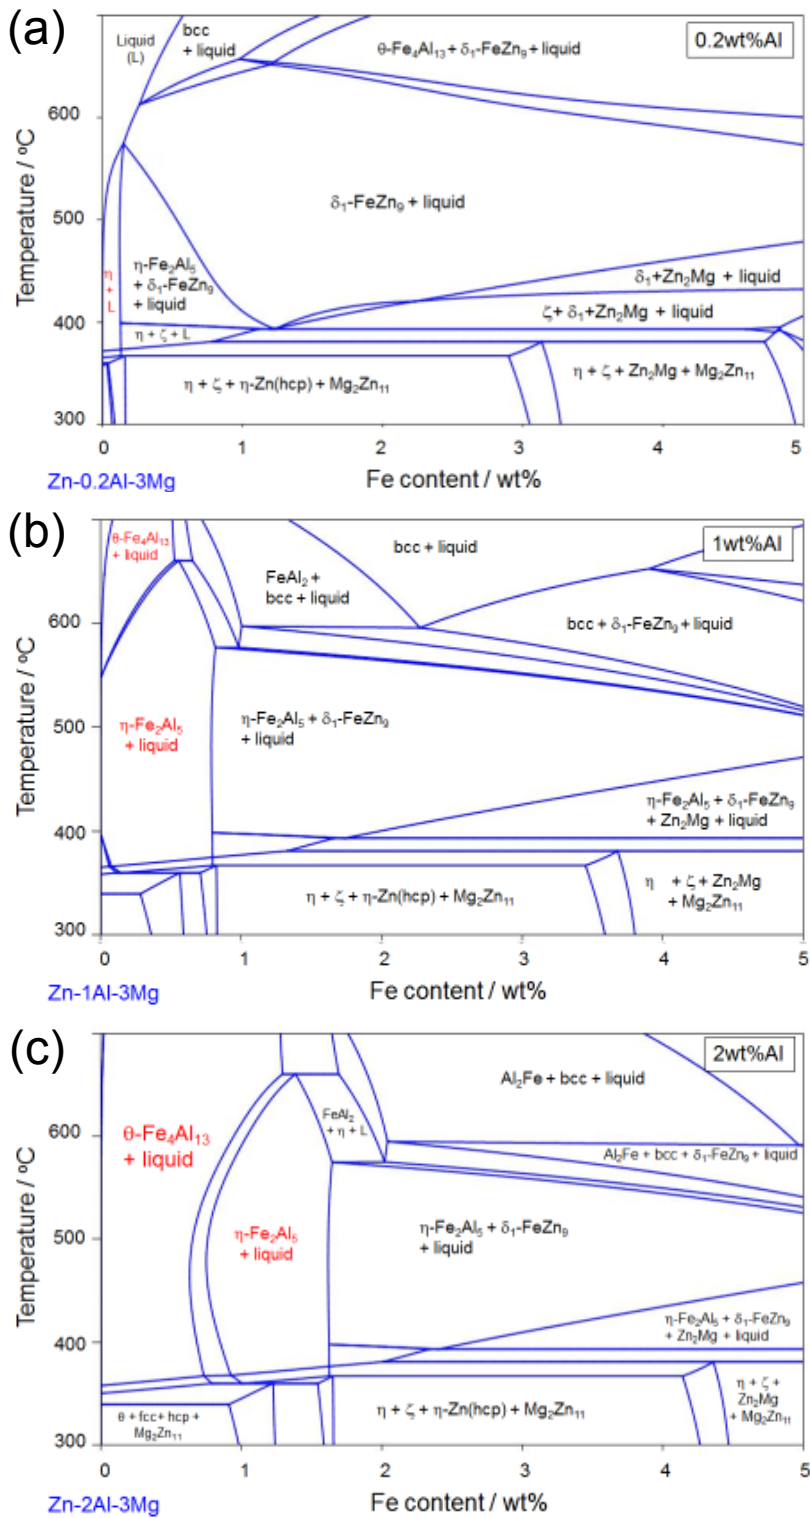 (a)
0.2wt%Al
Liquid
(L)
bcc
+ liquid
θ-Fe₄Al₁₃ + δ₁-FeZn₉ + liquid
600
δ₁-FeZn₉ + liquid
500
η
+
L
η-Fe₂Al₅
+ δ₁-FeZn₉
+ liquid
δ₁+Zn₂Mg + liquid
ζ+ δ₁+Zn₂Mg + liquid
400
η + ζ + L
η + ζ + η-Zn(hcp) + Mg₂Zn₁₁
η + ζ + Zn₂Mg + Mg₂Zn₁₁
300
Temperature / ºC
0 1 2 3 4 5
Zn-0.2Al-3Mg
Fe content / wt%
(b)
1wt%Al
θ-Fe₄Al₁₃
+ liquid
bcc + liquid
FeAl₂ +
bcc + liquid
600
bcc + δ₁-FeZn₉ + liquid
η-Fe₂Al₅
+ liquid
η-Fe₂Al₅ + δ₁-FeZn₉
+ liquid
500
η-Fe₂Al₅ + δ₁-FeZn₉
+ Zn₂Mg + liquid
400
η + ζ + η-Zn(hcp) + Mg₂Zn₁₁
η + ζ + Zn₂Mg
+ Mg₂Zn₁₁
300
Temperature / ºC
0 1 2 3 4 5
Zn-1Al-3Mg
Fe content / wt%
(c)
2wt%Al
Al₂Fe + bcc + liquid
θ-Fe₄Al₁₃
+ liquid
FeAl₂
+ η + L
600
Al₂Fe + bcc + δ₁-FeZn₉ + liquid
η-Fe₂Al₅
+ liquid
η-Fe₂Al₅ + δ₁-FeZn₉
+ liquid
500
η-Fe₂Al₅ + δ₁-FeZn₉
+ Zn₂Mg + liquid
400
θ + fcc + hcp +
Mg₂Zn₁₁
η + ζ + η-Zn(hcp) + Mg₂Zn₁₁
η + ζ +
Zn₂Mg
+ Mg₂Zn₁₁
300
Temperature / ºC
0 1 2 3 4 5
Zn-2Al-3Mg
Fe content / wt%